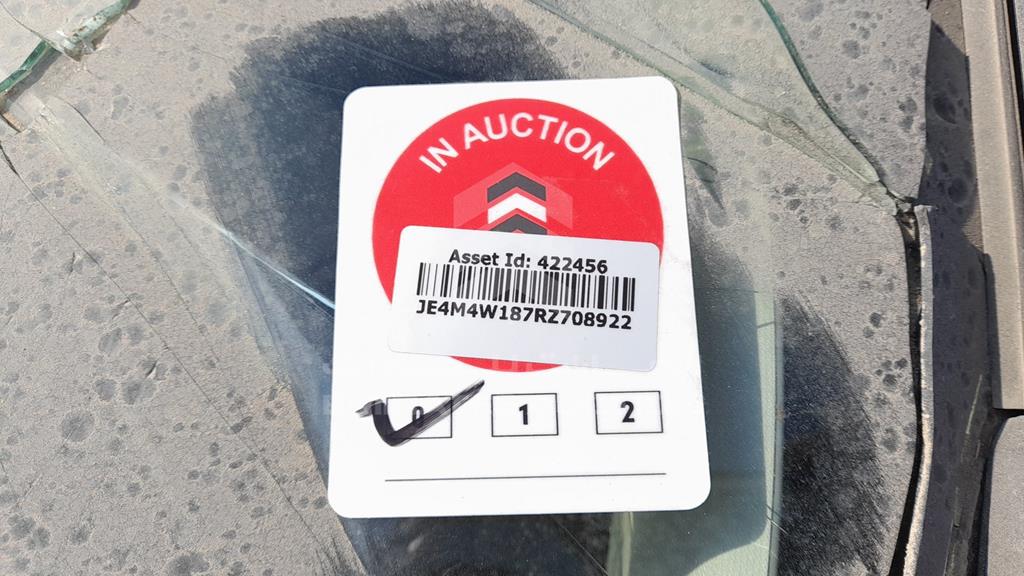 IN AUCTION
Asset Id: 422456
JE4M4W187RZ708922
0
1
2